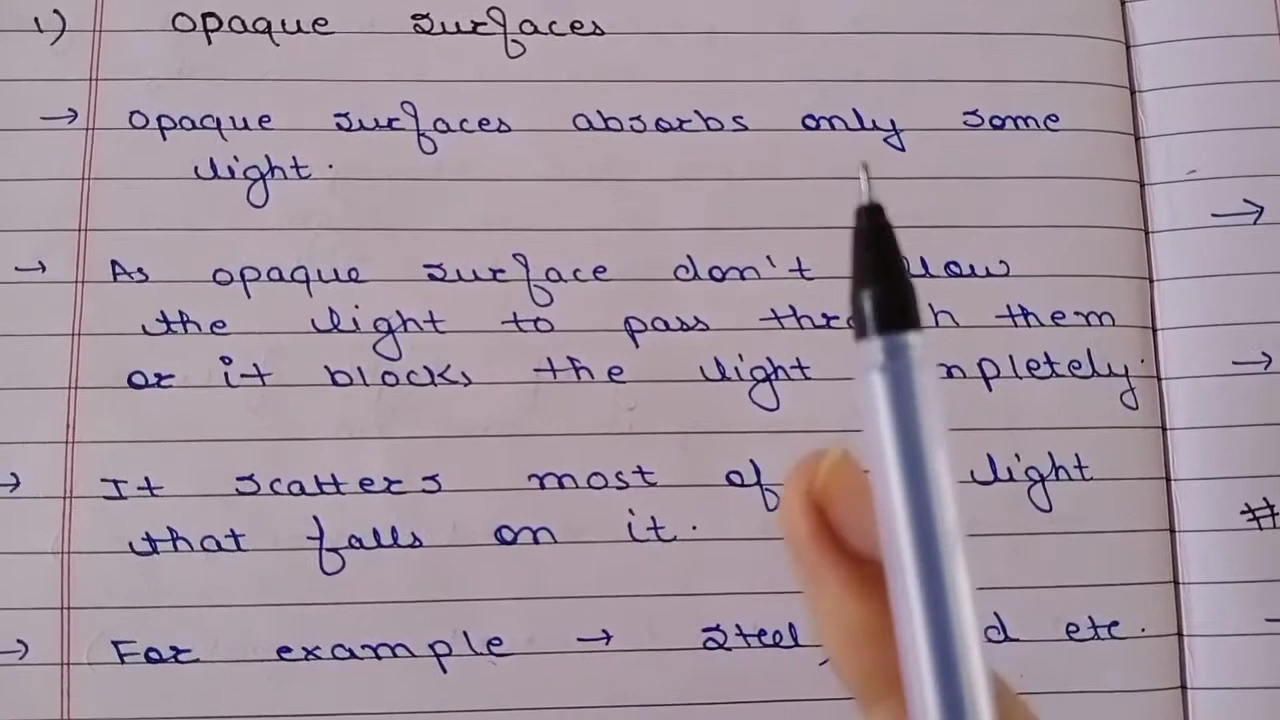 1) Opaque surfaces
→ Opaque surfaces absorbs only some
light.
→ As opaque surface don't
the light to pass them
or it blocks the light
→ It scatters most of light
that falls on it.
→ For example → Steel, etc.